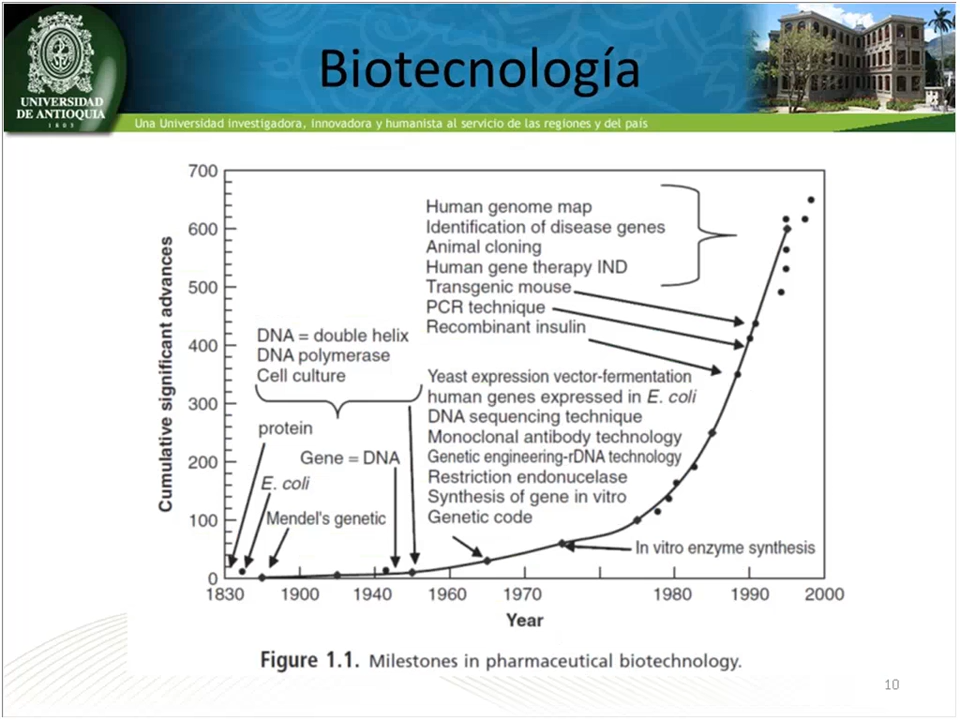 Biotecnología
UNIVERSIDAD
DE ANTIOQUIA
1803
Una Universidad investigadora, innovadora y humanista al servicio de las regiones y del país
700
600
500
400
300
200
100
0
Cumulative significant advances
Human genome map
Identification of disease genes
Animal cloning
Human gene therapy IND
Transgenic mouse
PCR technique
Recombinant insulin
DNA = double helix
DNA polymerase
Cell culture
protein
Gene = DNA
E. coli
Mendel's genetic
Yeast expression vector-fermentation
human genes expressed in E. coli
DNA sequencing technique
Monoclonal antibody technology
Genetic engineering-rDNA technology
Restriction endonucelase
Synthesis of gene in vitro
Genetic code
In vitro enzyme synthesis
1830 1900 1940 1960 1970 1980 1990 2000
Year
Figure 1.1. Milestones in pharmaceutical biotechnology.
10